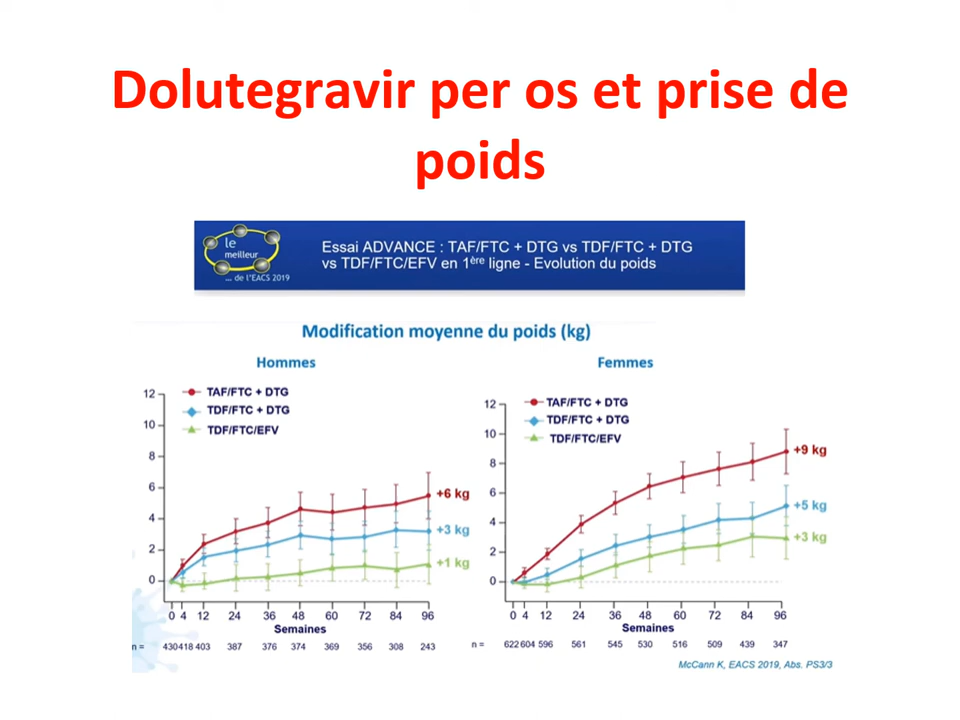 Dolutegravir per os et prise de
poids
le
meilleur
... de l'EACS 2019
Essai ADVANCE : TAF/FTC + DTG vs TDF/FTC + DTG
vs TDF/FTC/EFV en 1ère ligne - Evolution du poids
Modification moyenne du poids (kg)
Hommes
TAF/FTC + DTG
TDF/FTC + DTG
TDF/FTC/EFV
12
10
8
6
4
2
0
+6 kg
+3 kg
+1 kg
0 4 12 24 36 48 60 72 84 96
Semaines
n = 430 418 403 387 376 374 369 356 308 243
Femmes
TAF/FTC + DTG
TDF/FTC + DTG
TDF/FTC/EFV
12
10
8
6
4
2
0
+9 kg
+5 kg
+3 kg
0 4 12 24 36 48 60 72 84 96
Semaines
n = 622 604 596 561 545 530 516 509 439 347
McCann K, EACS 2019, Abs. PS3/3